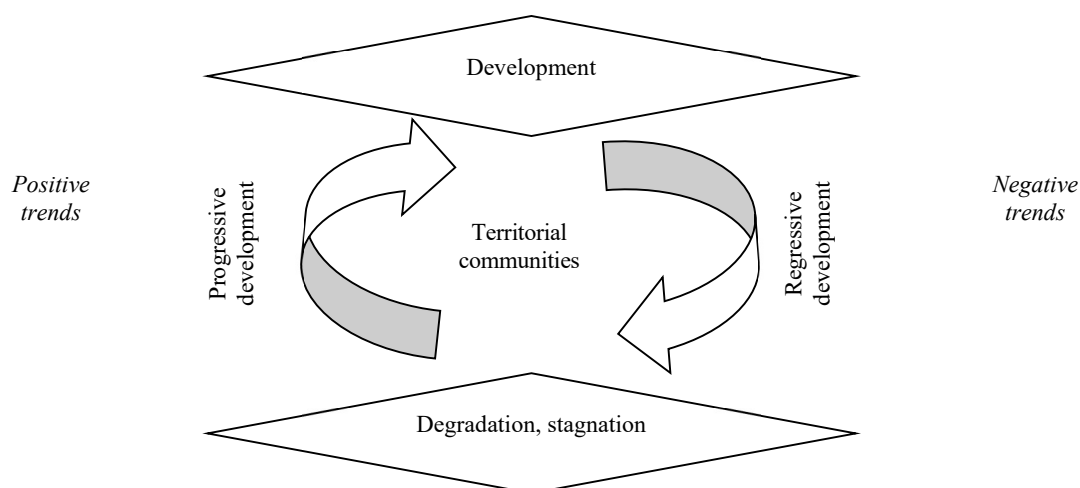 Development
Positive
trends
Progressive
development
Territorial
communities
Regressive
development
Negative
trends
Degradation, stagnation